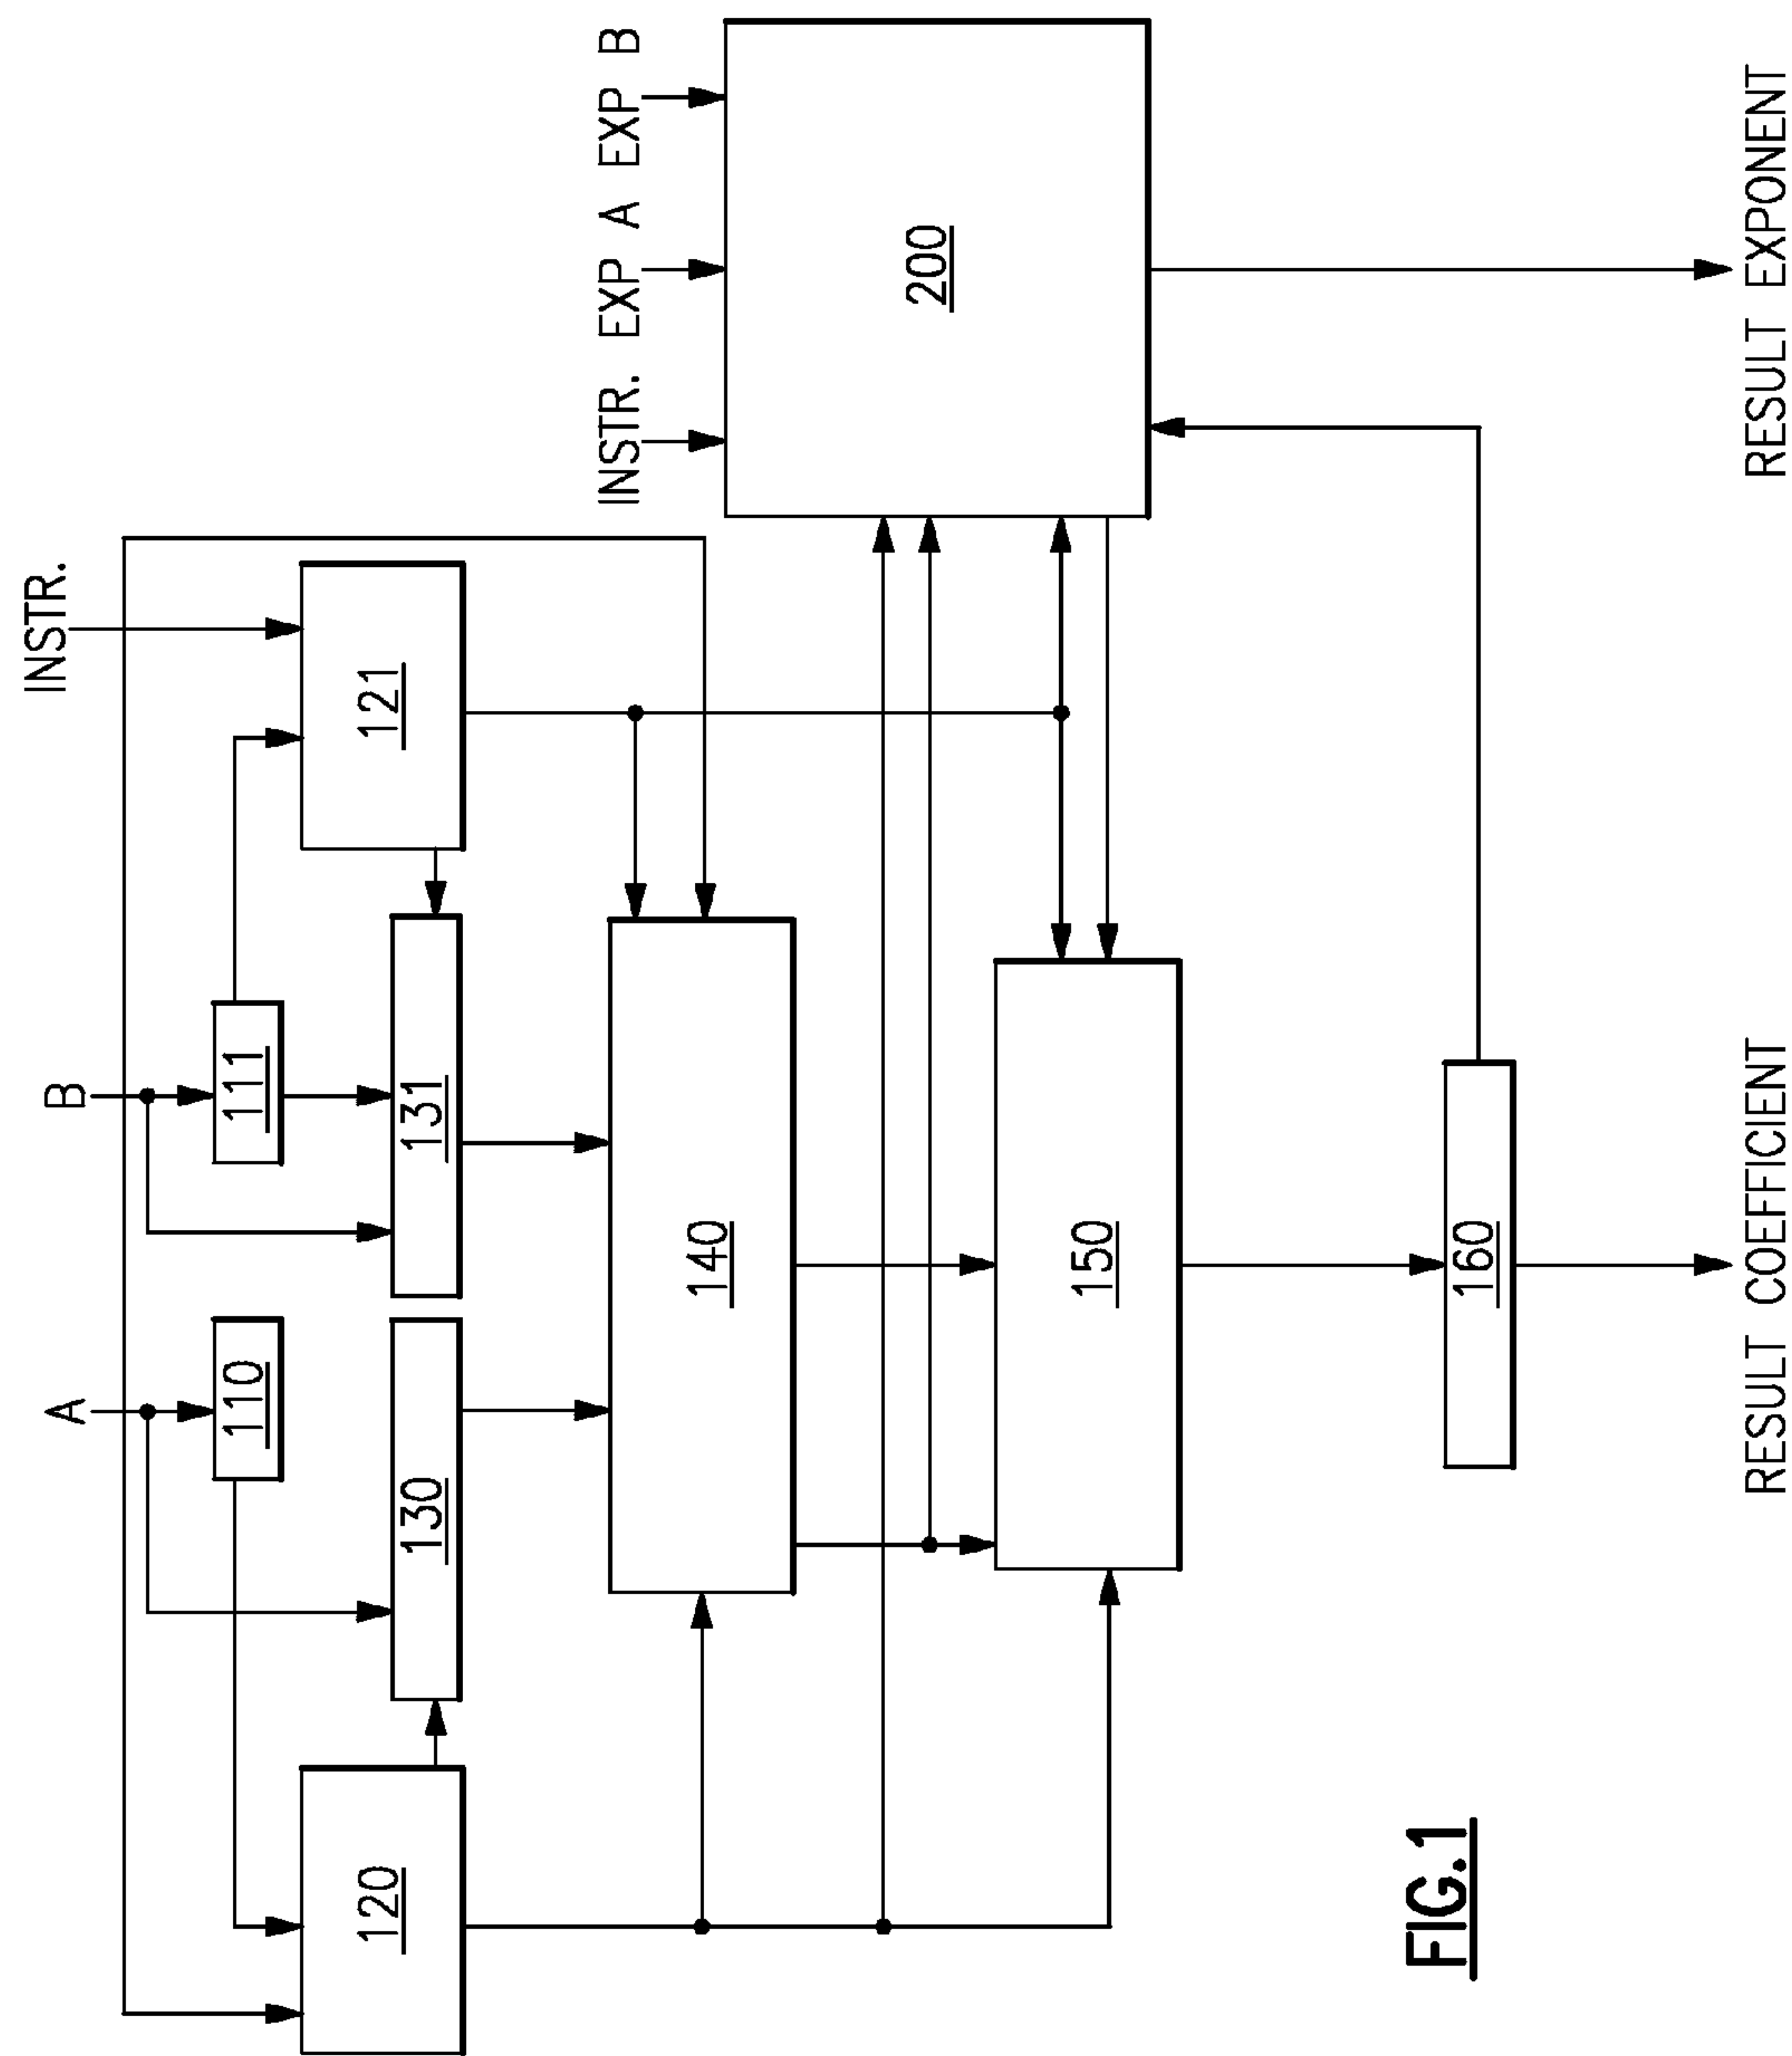 INSTR.
A
B
110
111
120
121
130
131
INSTR.
EXP A
EXP B
140
200
150
160
RESULT COEFFICIENT
RESULT EXPONENT
FIG.1